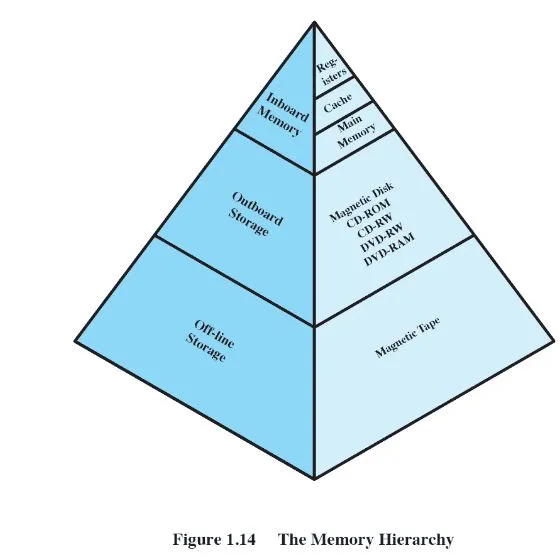 Reg-
isters
Cache
Main
Memory
Inboard
Memory
Magnetic Disk
CD-ROM
CD-RW
DVD-RW
DVD-RAM
Outboard
Storage
Magnetic Tape
Off-line
Storage
Figure 1.14 The Memory Hierarchy